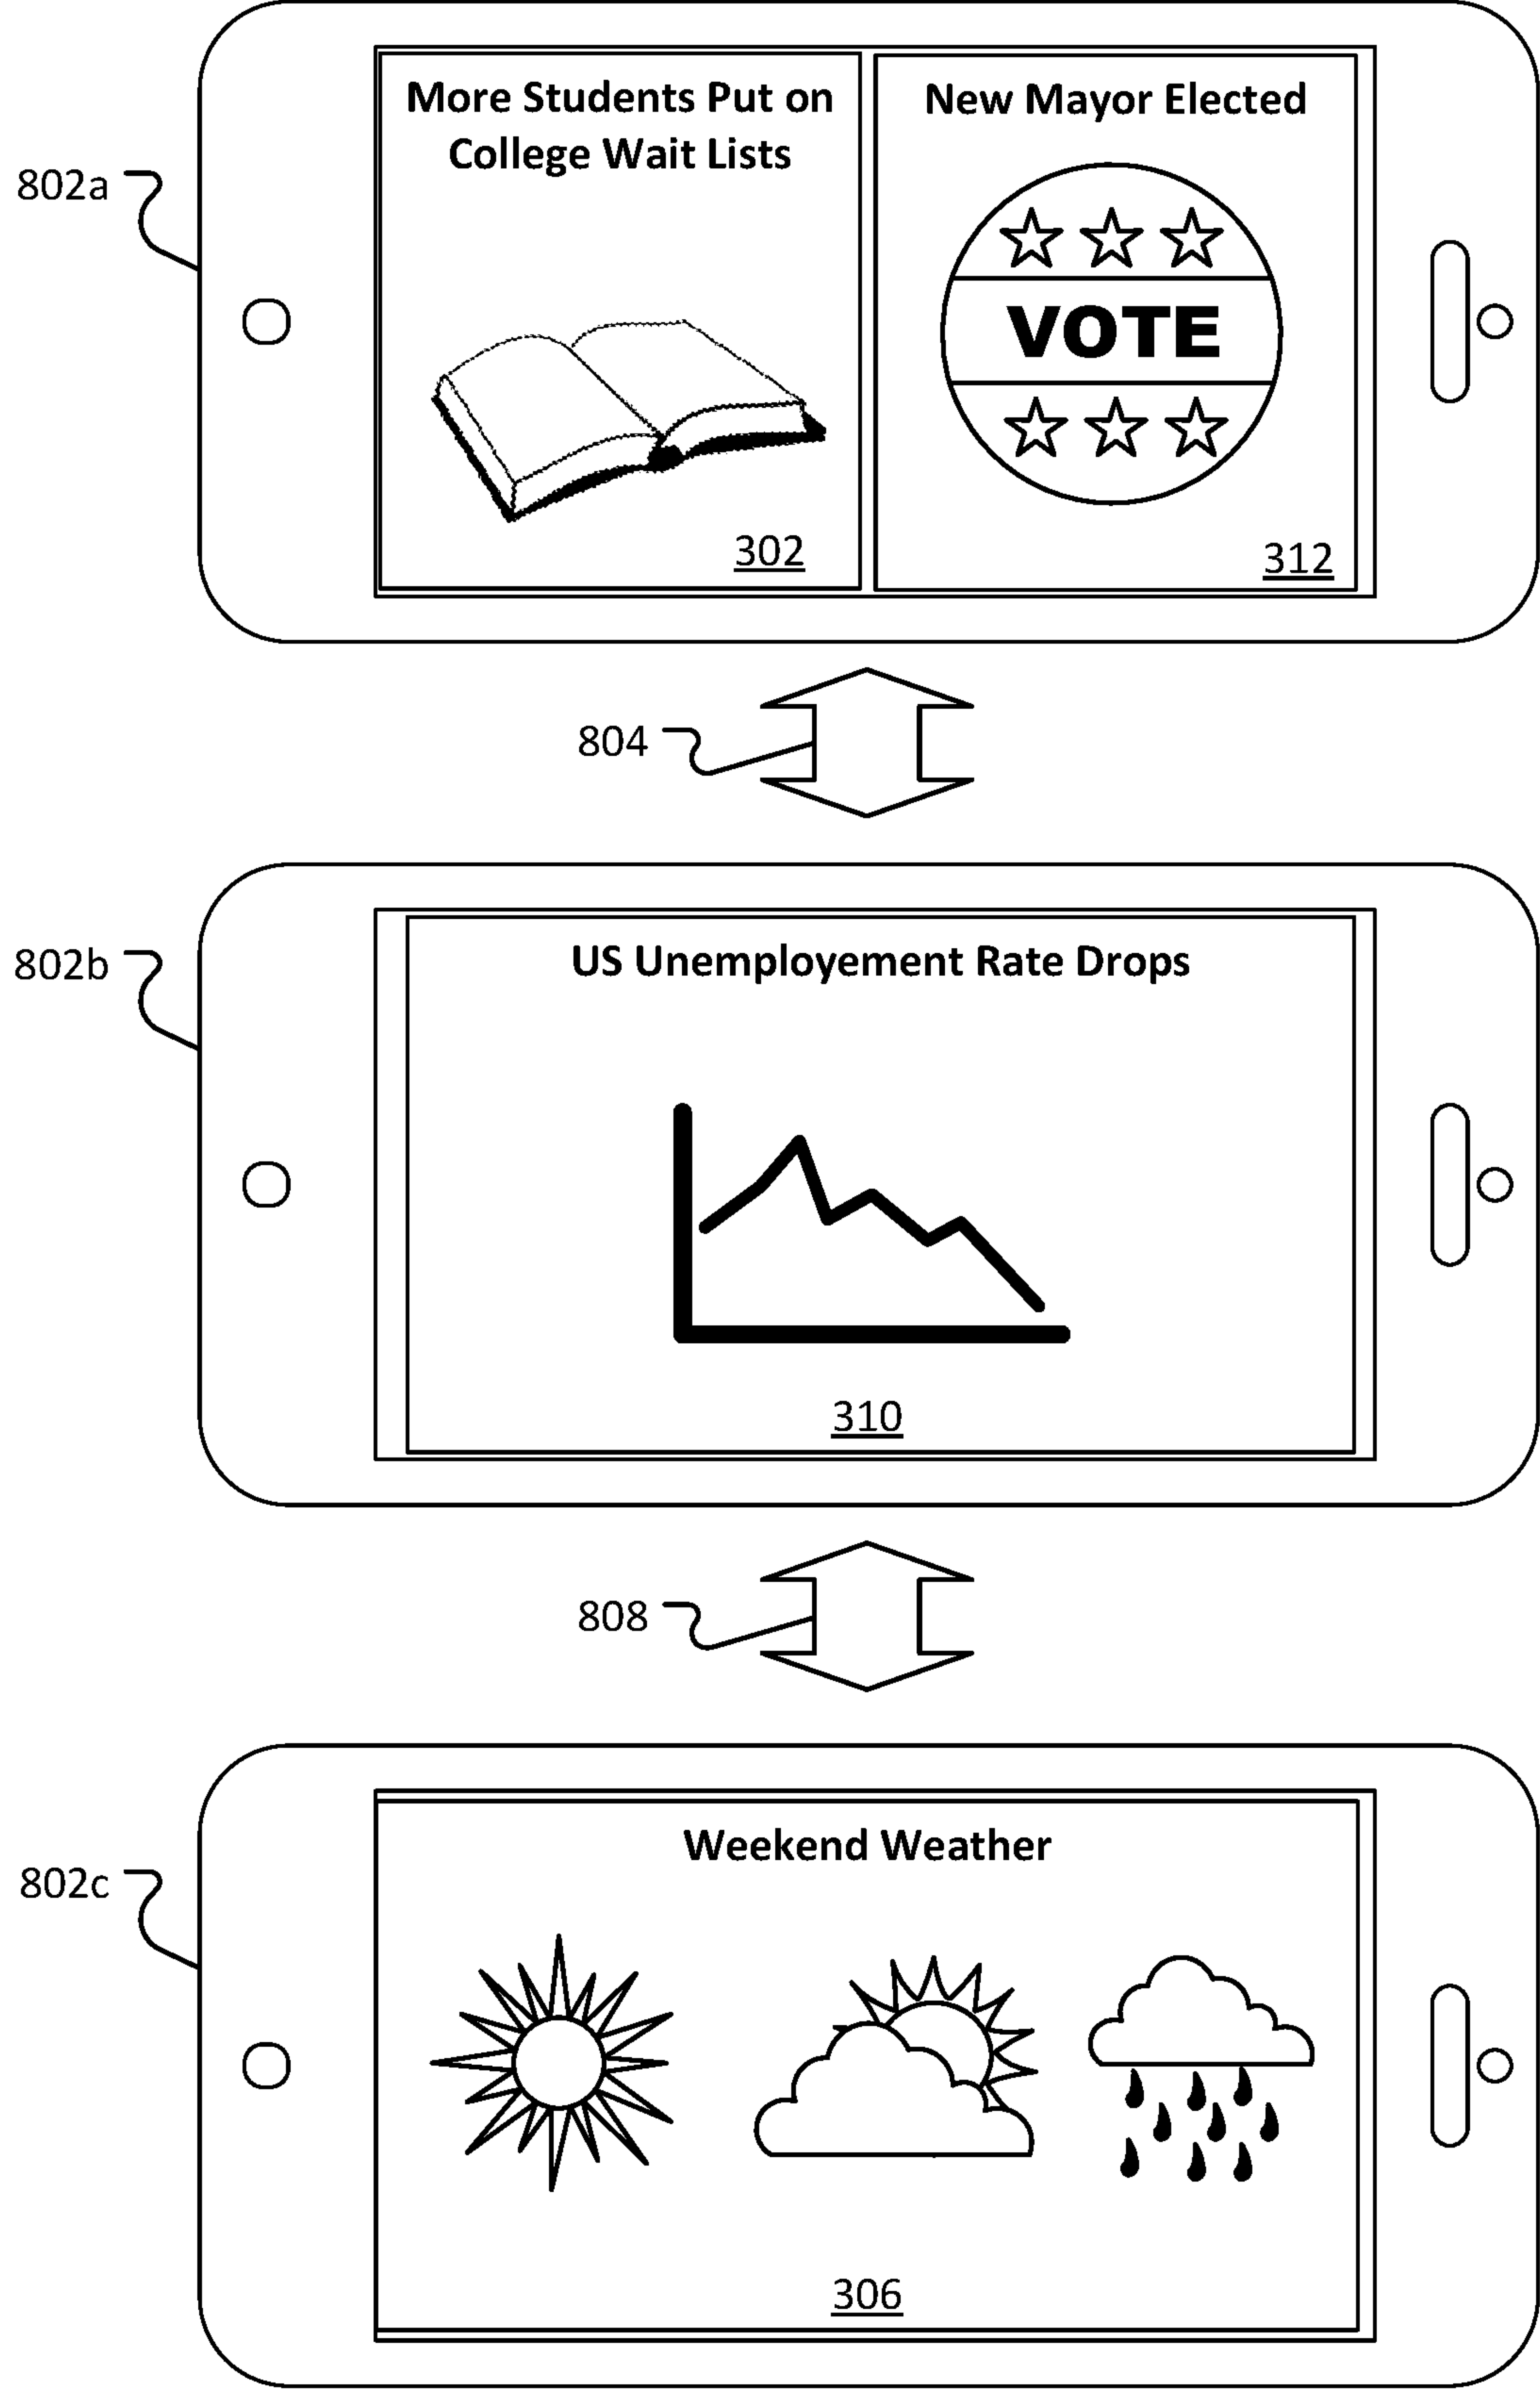 More Students Put on
College Wait Lists
New Mayor Elected
802a
VOTE
302
312
804
802b
US Unemployement Rate Drops
310
808
802c
Weekend Weather
306